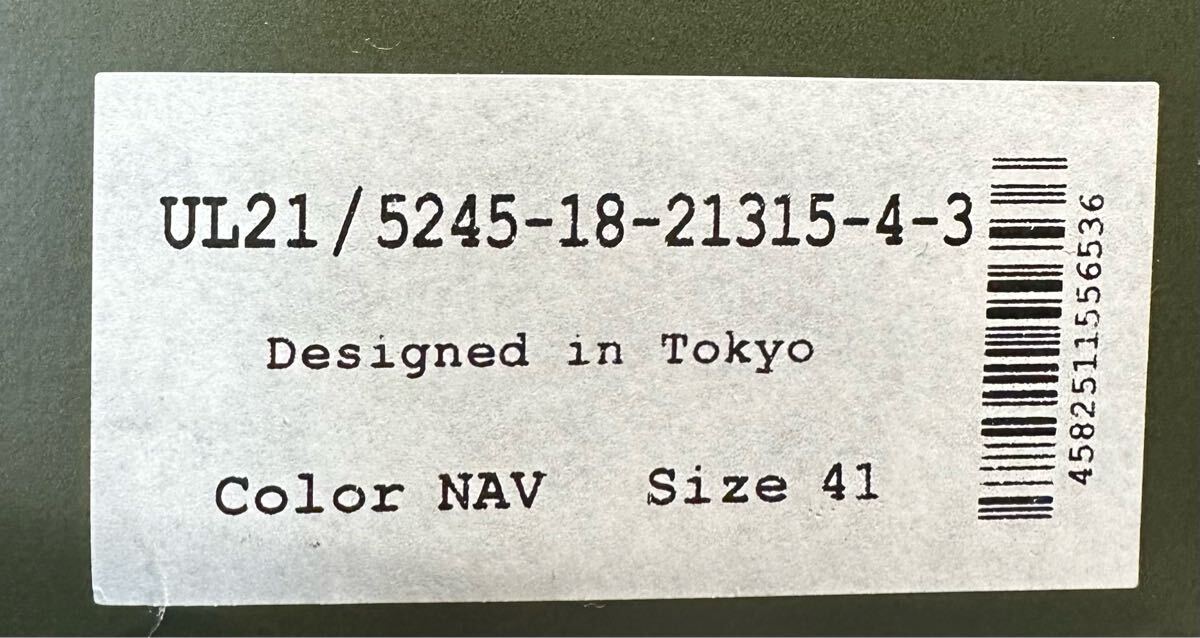 UL21/5245-18-21315-4-3
Designed in Tokyo
Color NAV Size 41
4582511556536